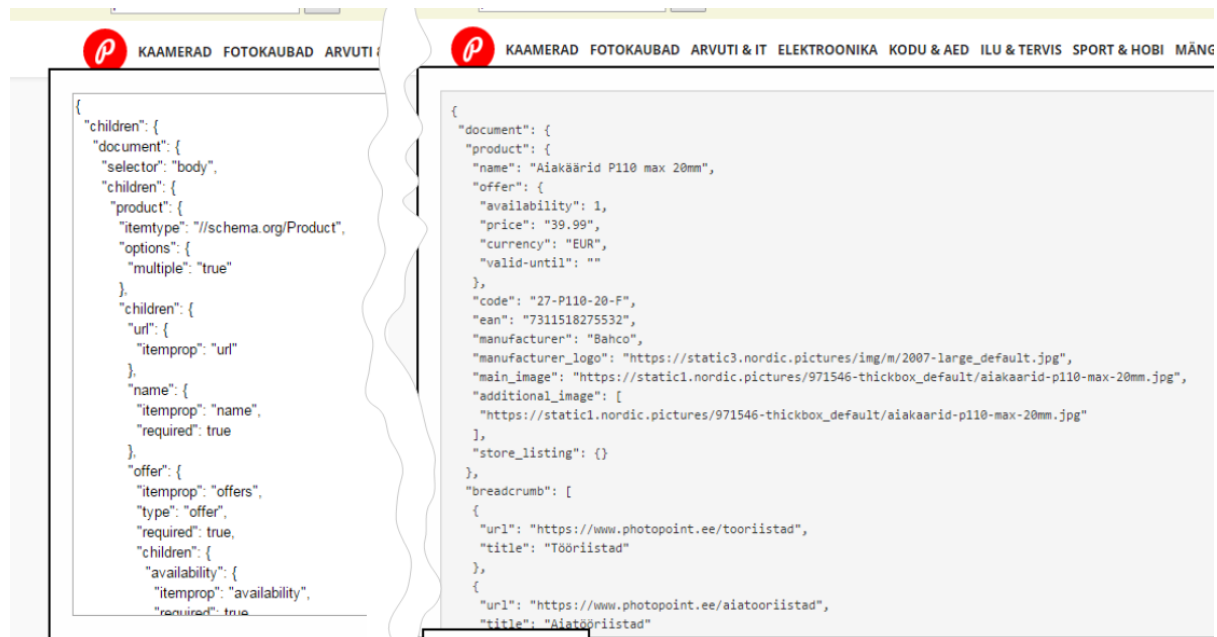 KAAMERAD FOTOKAUBAD ARVUTI &
{
"children": {
"document": {
"selector": "body",
"children": {
"product": {
"itemtype": "//schema.org/Product",
"options": {
"multiple": "true"
},
"children": {
"url": {
"itemprop": "url"
},
"name": {
"itemprop": "name",
"required": true
},
"offer": {
"itemprop": "offers",
"type": "offer",
"required": true,
"children": {
"availability": {
"itemprop": "availability",
"required": true
KAAMERAD FOTOKAUBAD ARVUTI & IT ELEKTROONIKA KODU & AED ILU & TERVIS SPORT & HOBI MÄNG
{
"document": {
"product": {
"name": "Aiakäärid P110 max 20mm",
"offer": {
"availability": 1,
"price": "39.99",
"currency": "EUR",
"valid-until": ""
},
"code": "27-P110-20-F",
"ean": "7311518275532",
"manufacturer": "Bahco",
"manufacturer_logo": "https://static3.nordic.pictures/img/m/2007-large_default.jpg",
"main_image": "https://static1.nordic.pictures/971546-thickbox_default/aiakaarid-p110-max-20mm.jpg",
"additional_image": [
"https://static1.nordic.pictures/971546-thickbox_default/aiakaarid-p110-max-20mm.jpg"
],
"store_listing": {}
},
"breadcrumb": [
{
"url": "https://www.photopoint.ee/tooriistad",
"title": "Tööriistad"
},
{
"url": "https://www.photopoint.ee/aiatooriistad",
"title": "Aiatööriistad"